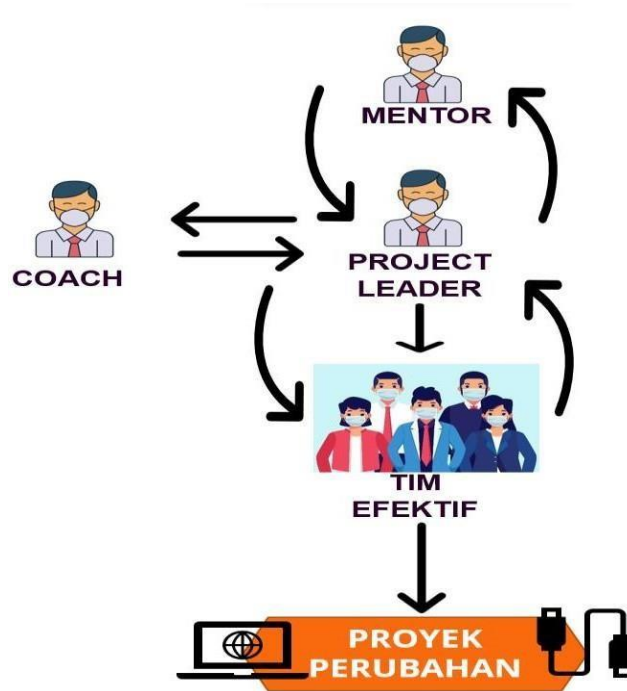 MENTOR
COACH
PROJECT
LEADER
TIM
EFEKTIF
PROYEK
PERUBAHAN